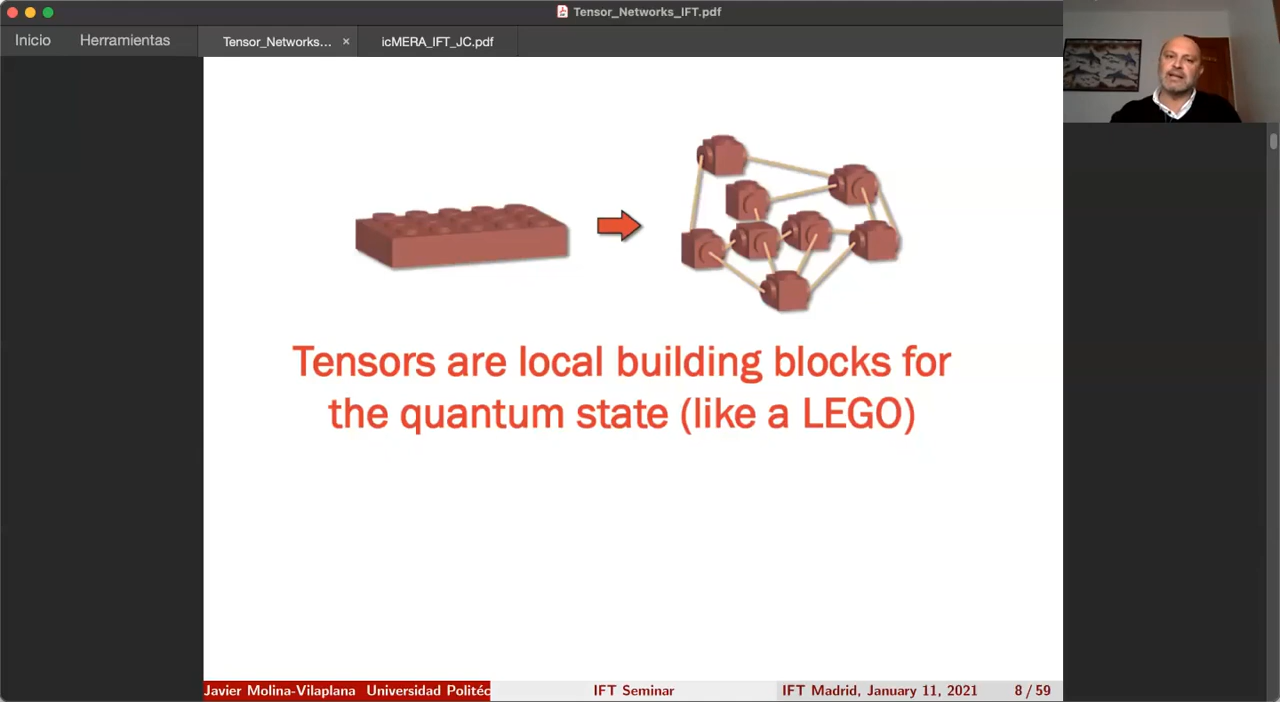 Tensor_Networks_IFT.pdf
Inicio
Herramientas
Tensor_Networks... ×
icMERA_IFT_JC.pdf
Tensors are local building blocks for
the quantum state (like a LEGO)
Javier Molina-Vilaplana Universidad Politéc
IFT Seminar
IFT Madrid, January 11, 2021
8 / 59